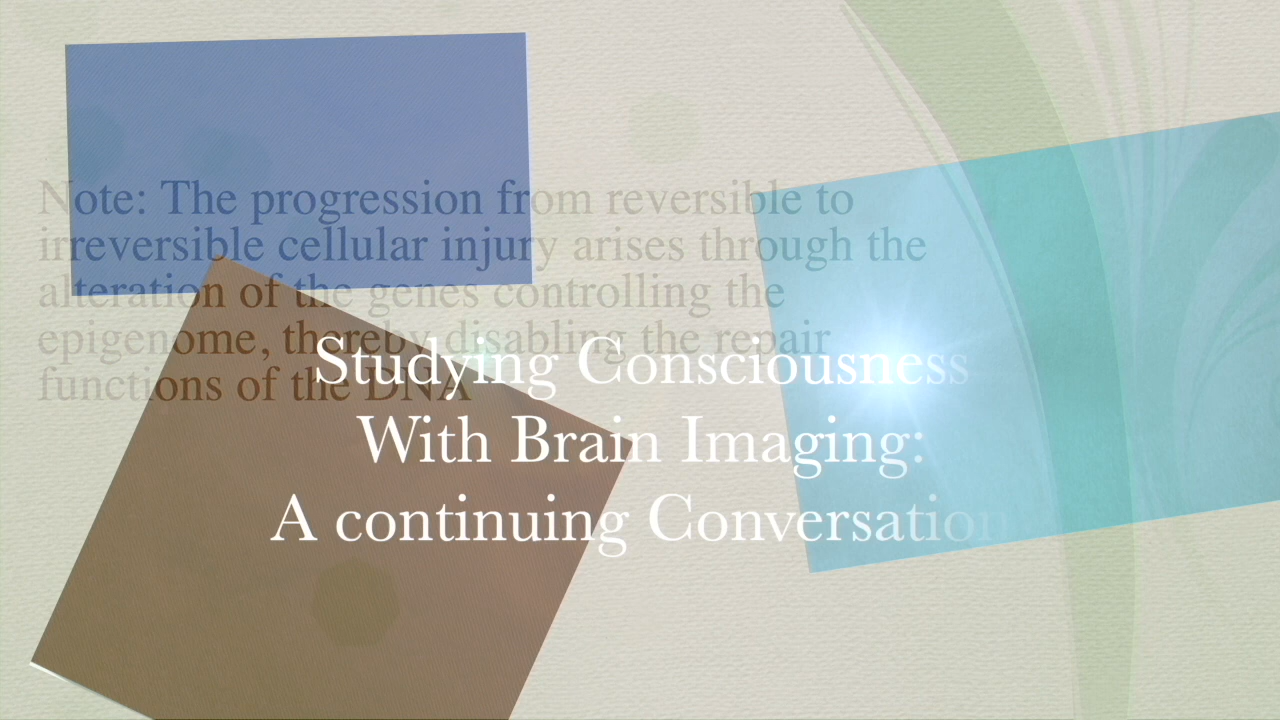 Note: The progression from reversible to
irreversible cellular injury arises through the
alteration of the genes controlling the
epigenome, thereby disabling the repair
functions of the DNA
Studying Consciousness
With Brain Imaging:
A continuing Conversation